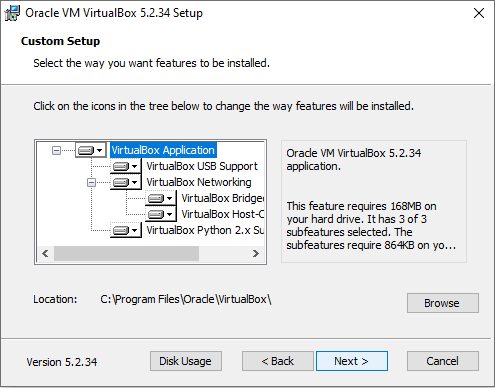 Oracle VM VirtualBox 5.2.34 Setup
Custom Setup
Select the way you want features to be installed.
Click on the icons in the tree below to change the way features will be installed.
VirtualBox Application
VirtualBox USB Support
VirtualBox Networking
VirtualBox Bridge
VirtualBox Host-
VirtualBox Python 2.x Su
Oracle VM VirtualBox 5.2.34
application.
This feature requires 168MB on
your hard drive. It has 3 of 3
subfeatures selected. The
subfeatures require 864KB on yo...
Location: C:\Program Files\Oracle\VirtualBox\
Browse
Version 5.2.34
Disk Usage
< Back
Next >
Cancel